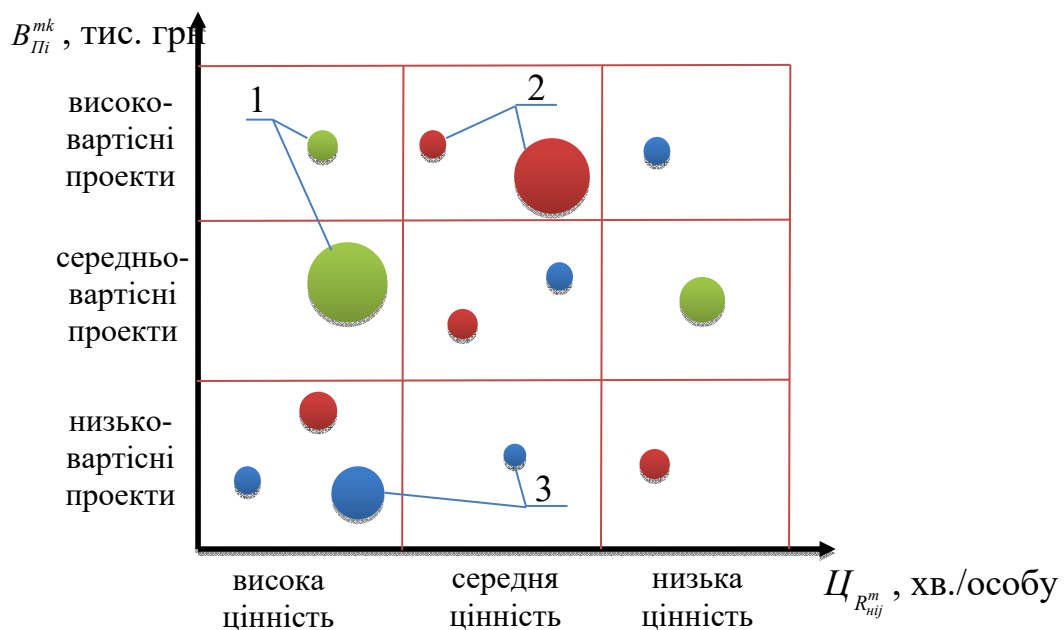 B^{mk}_{Пi}, тис. грн
1
2
високо-
вартісні
проекти
середньо-
вартісні
проекти
низько-
вартісні
проекти
3
висока
цінність
середня
цінність
низька
цінність
Ц_{R^{m}_{нij}}, хв./особу